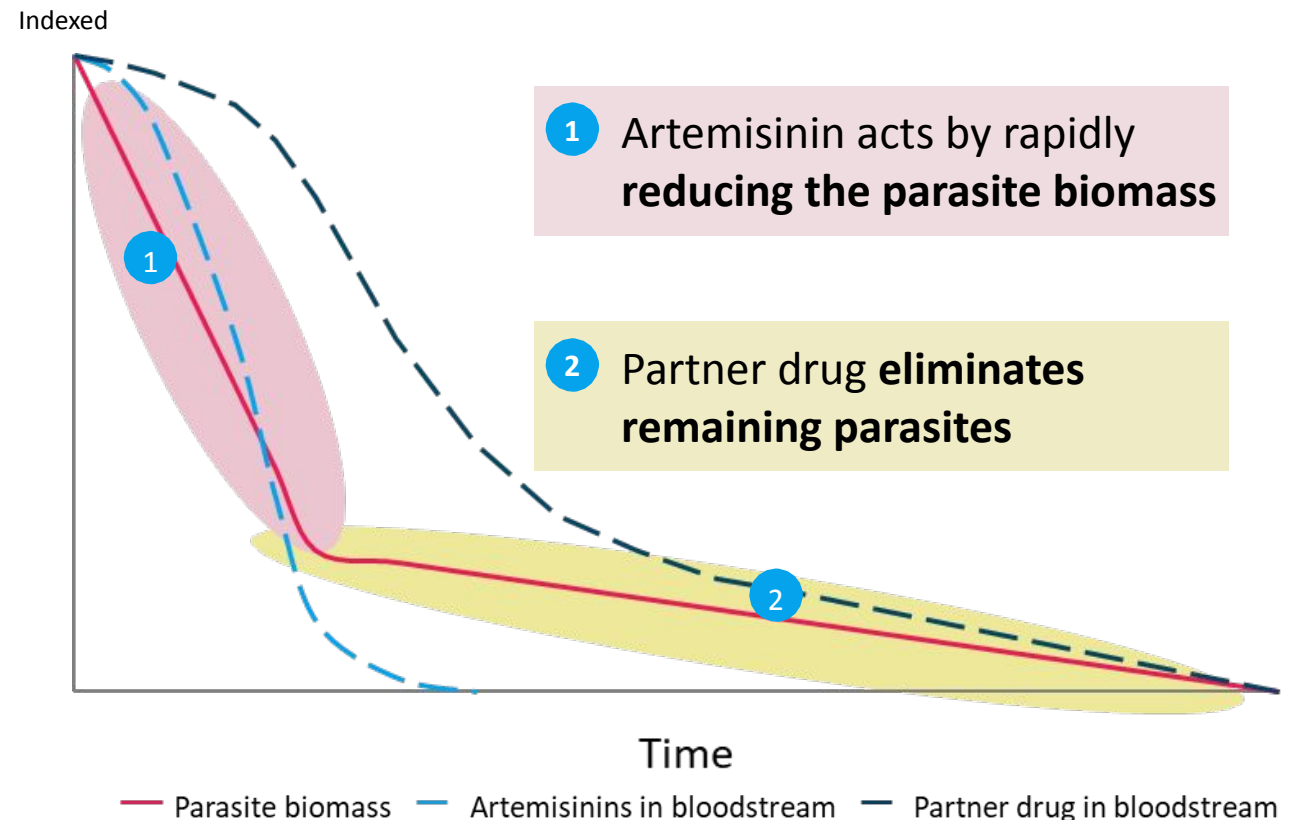 Indexed
1 Artemisinin acts by rapidly
reducing the parasite biomass
1
2 Partner drug eliminates
remaining parasites
2
Time
Parasite biomass Artemisinins in bloodstream Partner drug in bloodstream